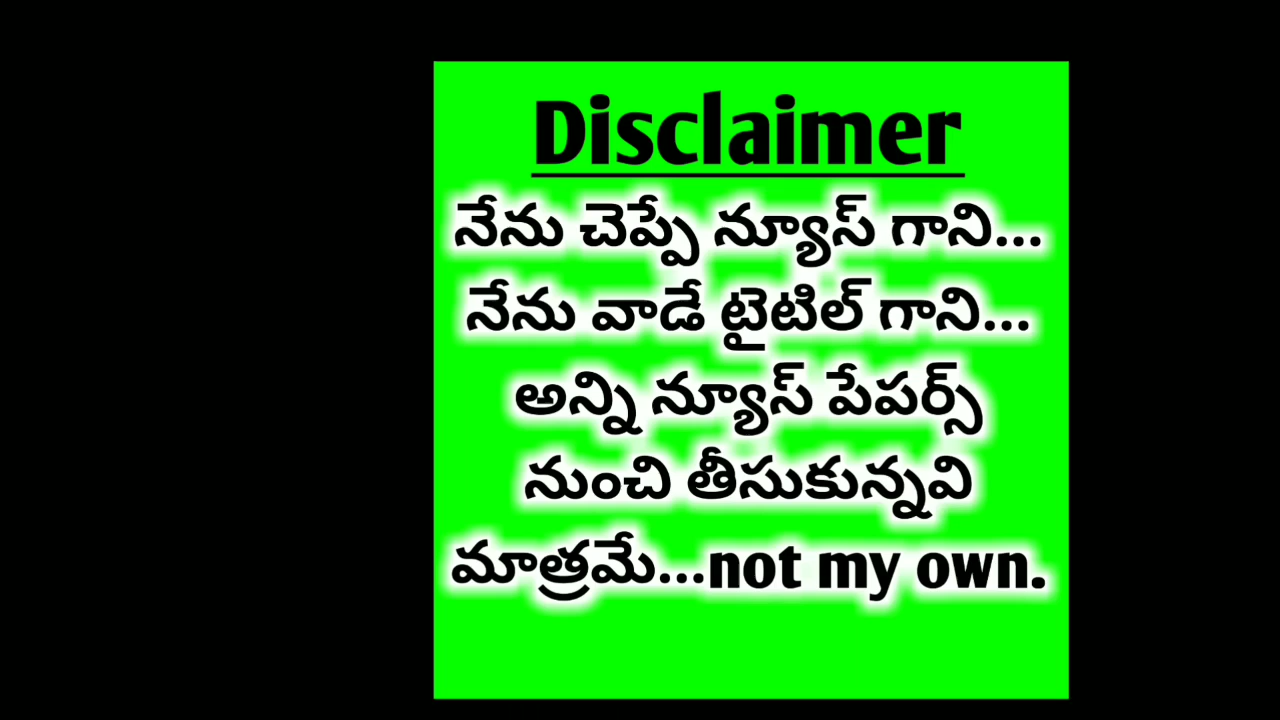 Disclaimer
నేను చెప్పే న్యూస్ గాని...
నేను వాడే టైటిల్ గాని...
అన్ని న్యూస్ పేపర్స్
నుంచి తీసుకున్నవి
మాత్రమే...not my own.